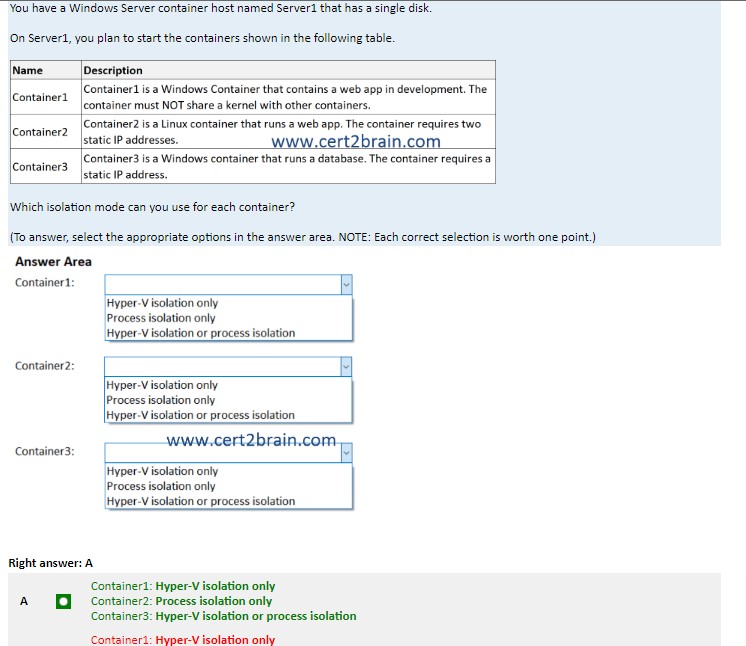 You have a Windows Server container host named Server1 that has a single disk.
On Server1, you plan to start the containers shown in the following table.
Name Description
Container1 Container1 is a Windows Container that contains a web app in development. The container must NOT share a kernel with other containers.
Container2 Container2 is a Linux container that runs a web app. The container requires two static IP addresses.
www.cert2brain.com
Container3 Container3 is a Windows container that runs a database. The container requires a static IP address.
Which isolation mode can you use for each container?
(To answer, select the appropriate options in the answer area. NOTE: Each correct selection is worth one point.)
Answer Area
Container1:
Hyper-V isolation only
Process isolation only
Hyper-V isolation or process isolation
Container2:
Hyper-V isolation only
Process isolation only
Hyper-V isolation or process isolation
www.cert2brain.com
Container3:
Hyper-V isolation only
Process isolation only
Hyper-V isolation or process isolation
Right answer: A
A
Container1: Hyper-V isolation only
Container2: Process isolation only
Container3: Hyper-V isolation or process isolation
Container1: Hyper-V isolation only